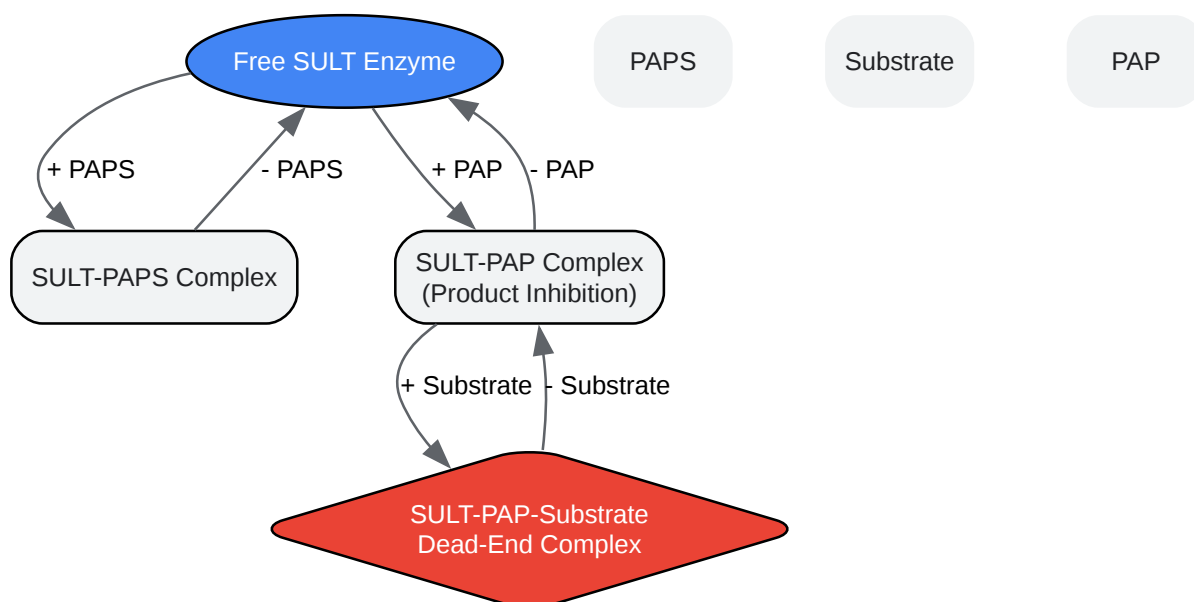 Free SULT Enzyme
PAPS
Substrate
PAP
+ PAPS
- PAPS
+ PAP
- PAP
SULT-PAPS Complex
SULT-PAP Complex
(Product Inhibition)
+ Substrate
- Substrate
SULT-PAP-Substrate
Dead-End Complex